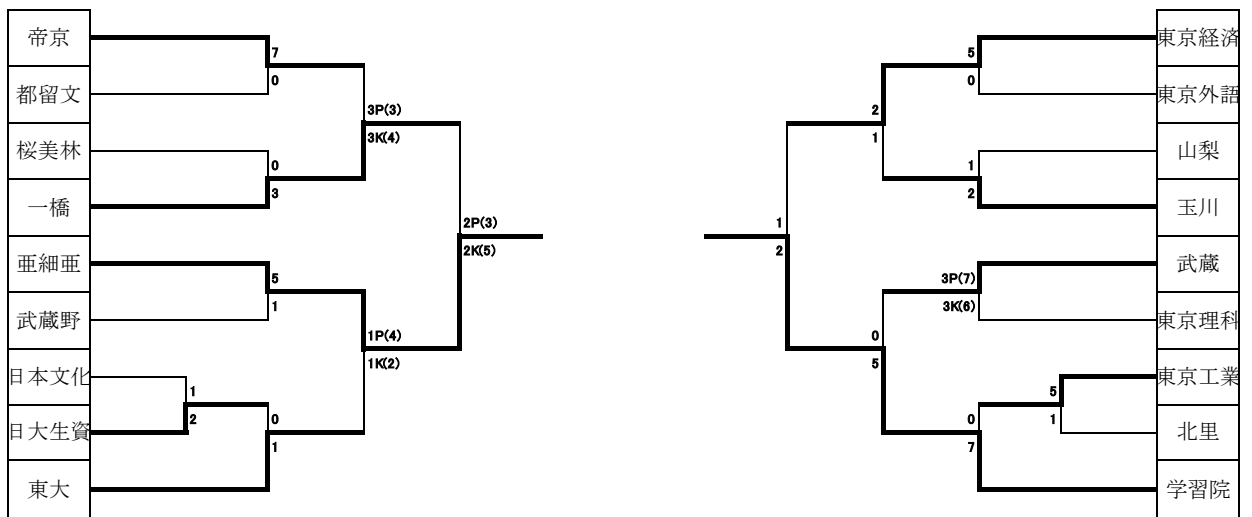 帝京
都留文
桜美林
一橋
亜細亜
武蔵野
日本文化
日大生資
東大
7
0
0
3
5
1
1
2
0
1
3P(3)
3K(4)
1P(4)
1K(2)
2P(3)
2K(5)
1
2
2
1
0
5
5
0
1
2
3P(7)
3K(6)
0
7
5
1
東京経済
東京外語
山梨
玉川
武蔵
東京理科
東京工業
北里
学習院